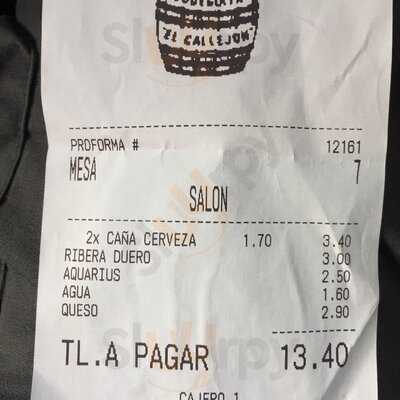 "EL CALLEJON"
PROFORMA # 12161
MESA 7
SALON
2x CAÑA CERVEZA 1.70 3.40
RIBERA DUERO 3.00
AQUARIUS 2.50
AGUA 1.60
QUESO 2.90
TL.A PAGAR 13.40
CAJERO 1